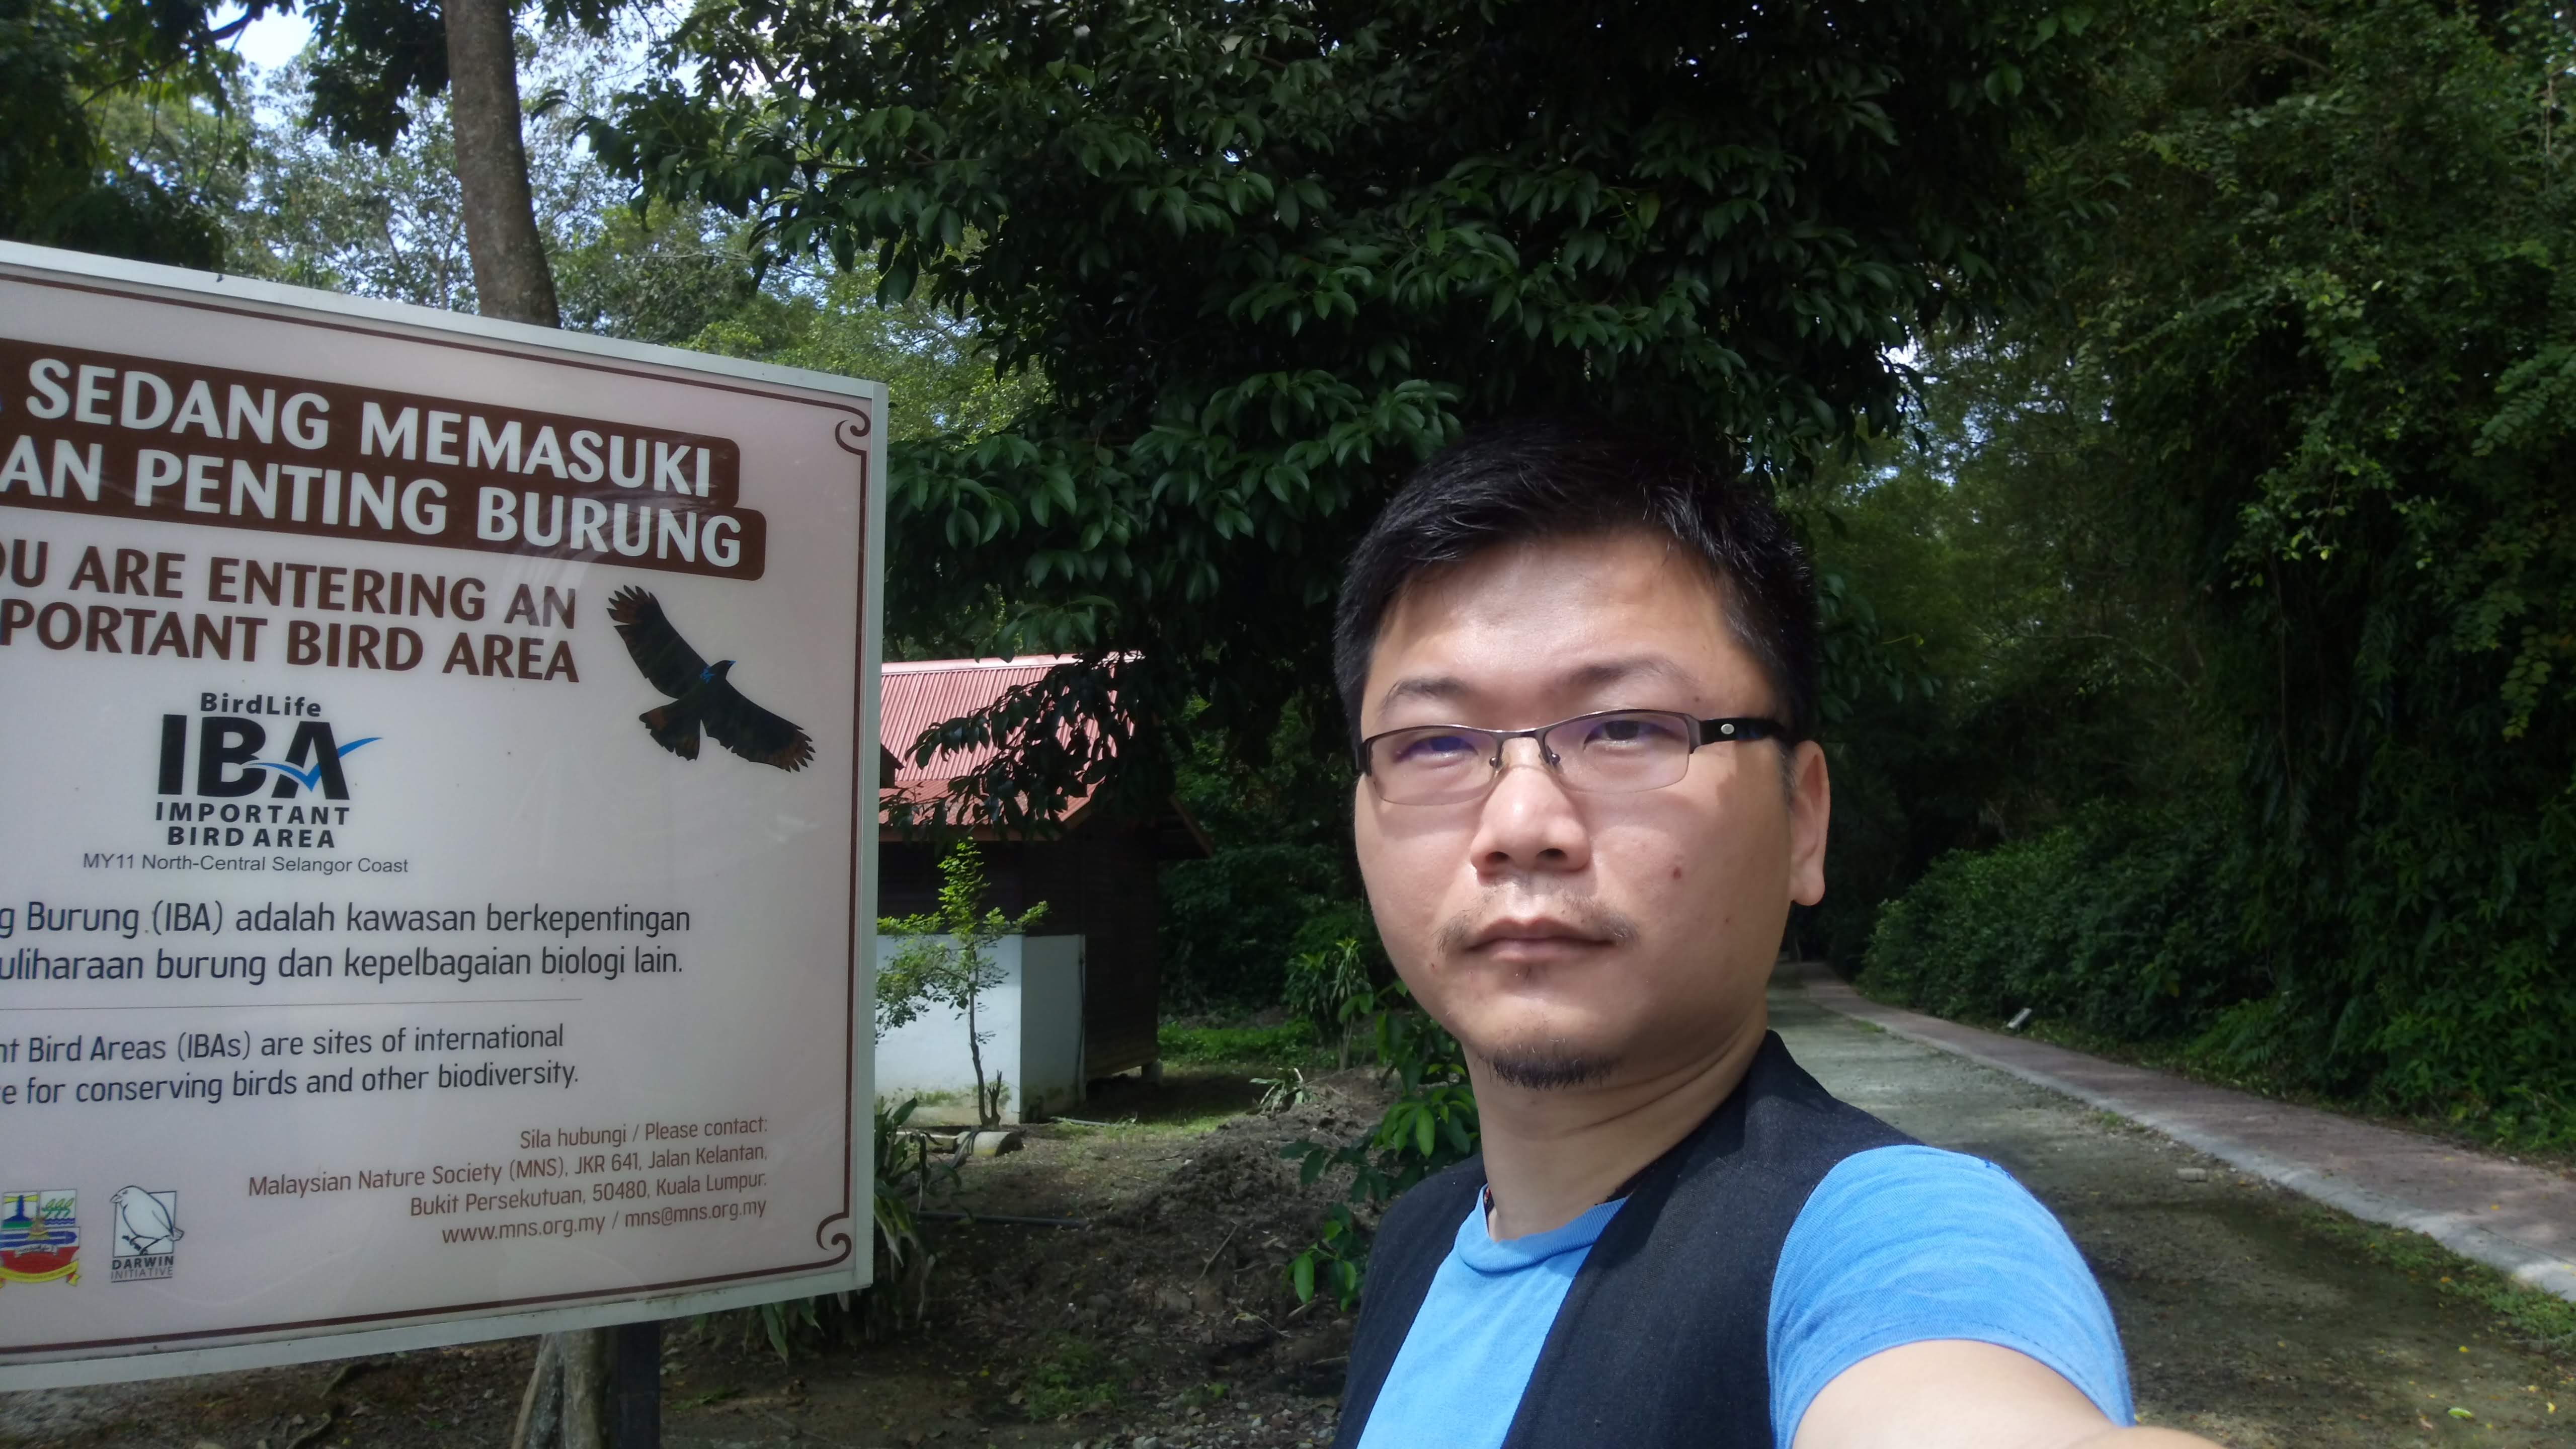 SEDANG MEMASUKI
AN PENTING BURUNG
OU ARE ENTERING AN
PORTANT BIRD AREA
BirdLife
IBA
IMPORTANT
BIRD AREA
MY11 North-Central Selangor Coast
g Burung (IBA) adalah kawasan berkepentingan
uliharaan burung dan kepelbagaian biologi lain.
nt Bird Areas (IBAs) are sites of international
e for conserving birds and other biodiversity.
Sila hubungi / Please contact:
Malaysian Nature Society (MNS). JKR 641, Jalan Kelantan,
Bukit Persekutuan, 50480, Kuala Lumpur.
www.mns.org.my / mns@mns.org.my
DARWIN
INITIATIVE